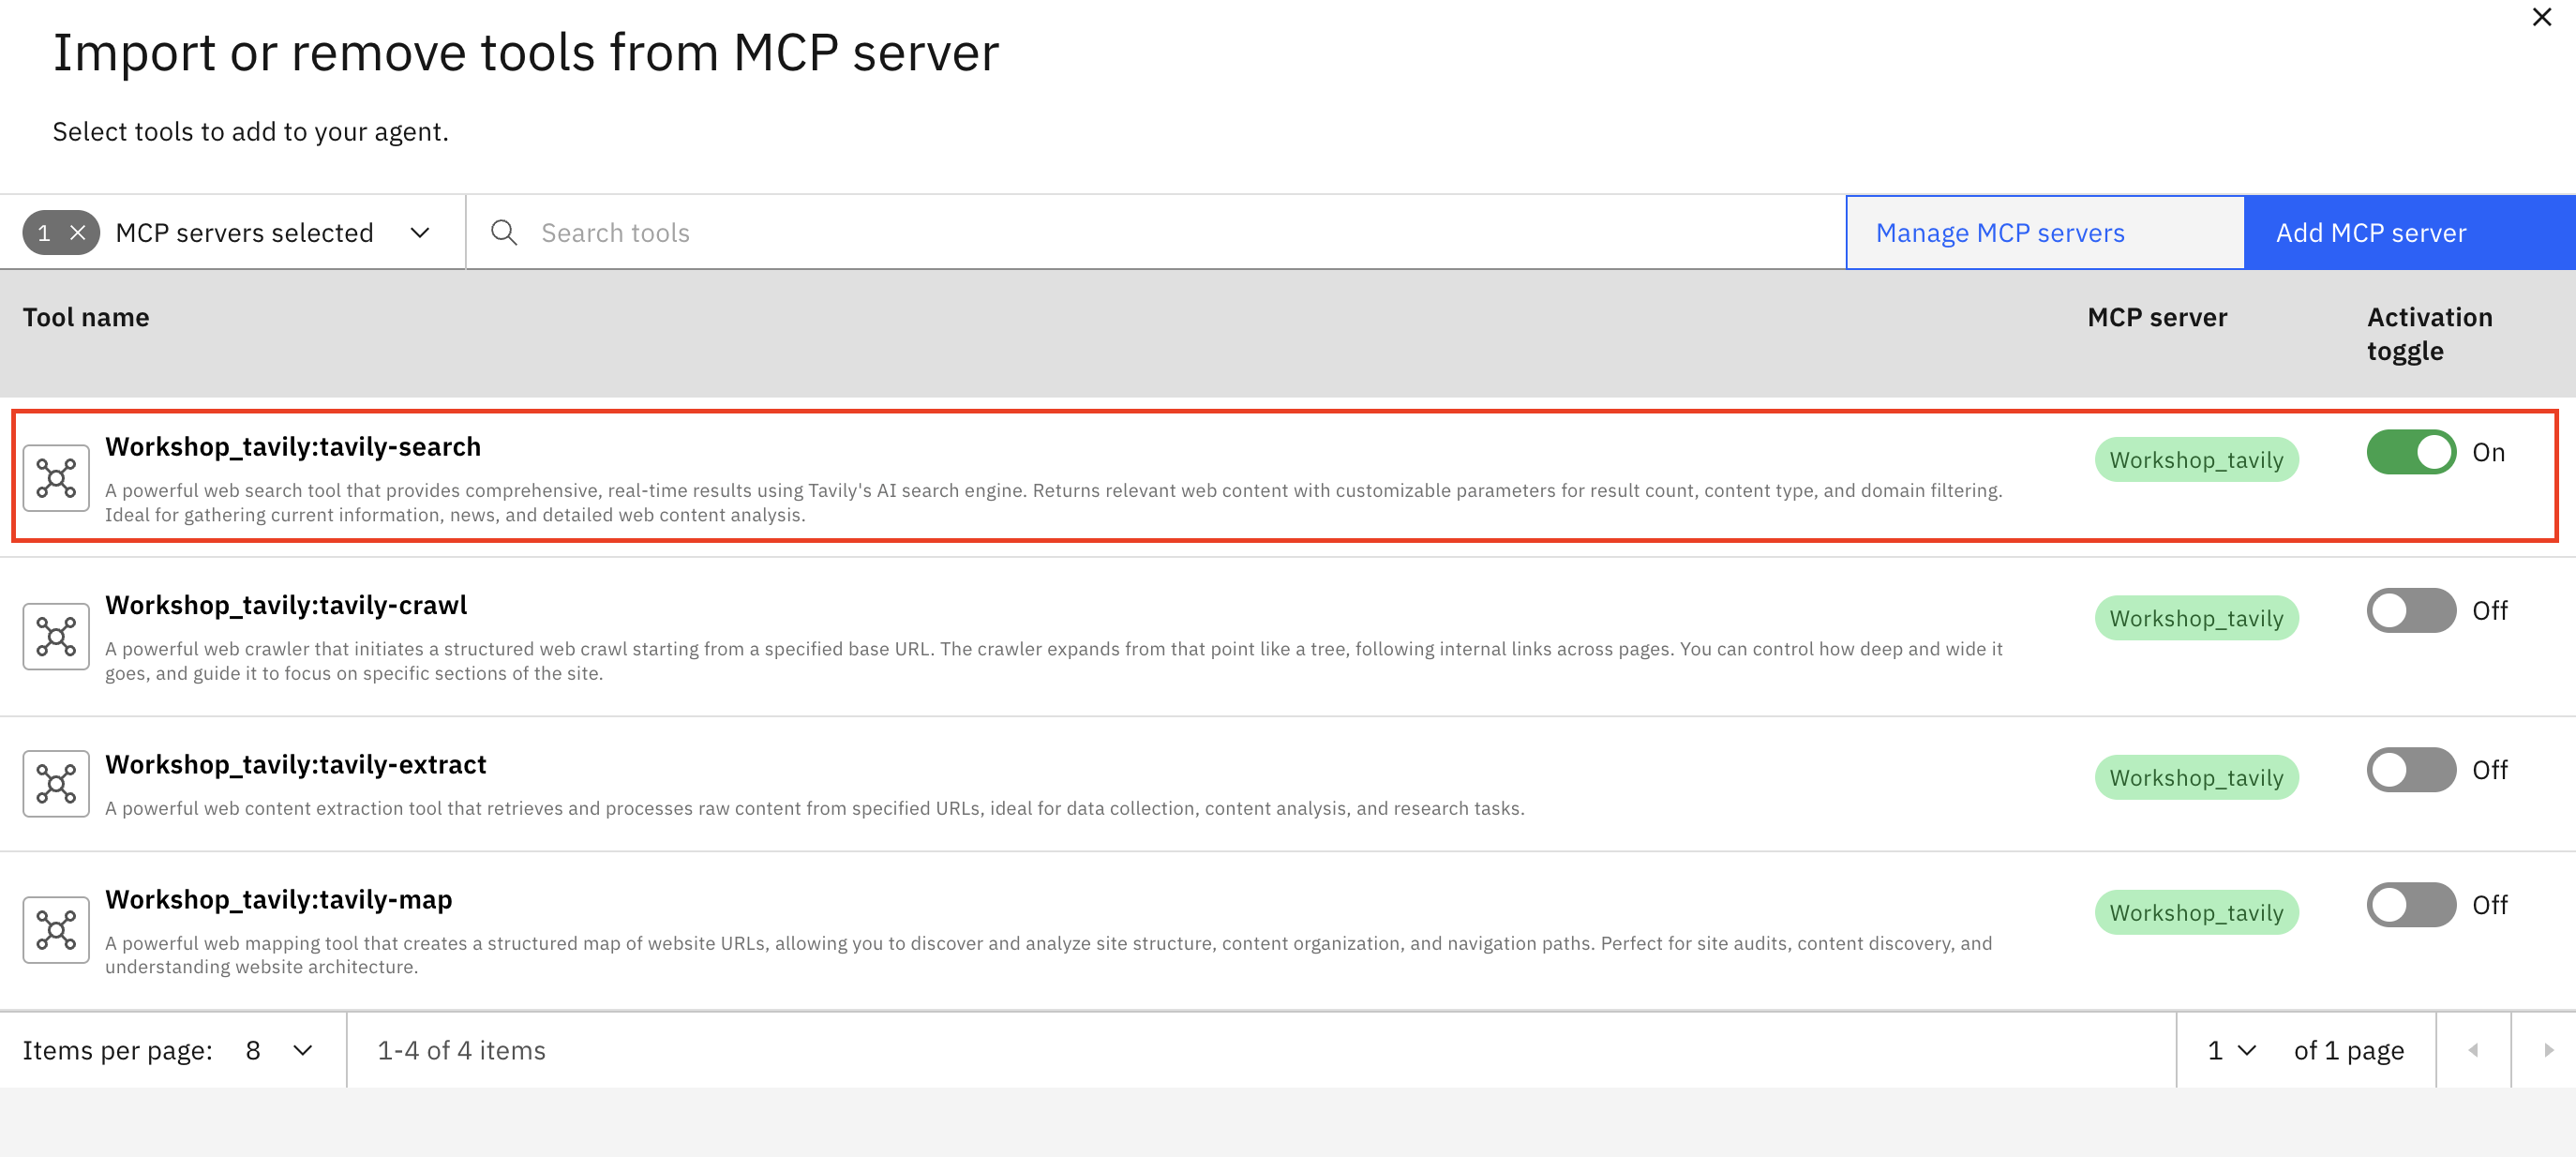 Import or remove tools from MCP server
Select tools to add to your agent.
1 MCP servers selected
Search tools
Manage MCP servers
Add MCP server
Tool name
MCP server
Activation
toggle
Workshop_tavily:tavily-search
A powerful web search tool that provides comprehensive, real-time results using Tavily's AI search engine. Returns relevant web content with customizable parameters for result count, content type, and domain filtering.
Ideal for gathering current information, news, and detailed web content analysis.
Workshop_tavily
On
Workshop_tavily:tavily-crawl
A powerful web crawler that initiates a structured web crawl starting from a specified base URL. The crawler expands from that point like a tree, following internal links across pages. You can control how deep and wide it
goes, and guide it to focus on specific sections of the site.
Workshop_tavily
Off
Workshop_tavily:tavily-extract
A powerful web content extraction tool that retrieves and processes raw content from specified URLs, ideal for data collection, content analysis, and research tasks.
Workshop_tavily
Off
Workshop_tavily:tavily-map
A powerful web mapping tool that creates a structured map of website URLs, allowing you to discover and analyze site structure, content organization, and navigation paths. Perfect for site audits, content discovery, and
understanding website architecture.
Workshop_tavily
Off
Items per page: 8
1-4 of 4 items
1 of 1 page